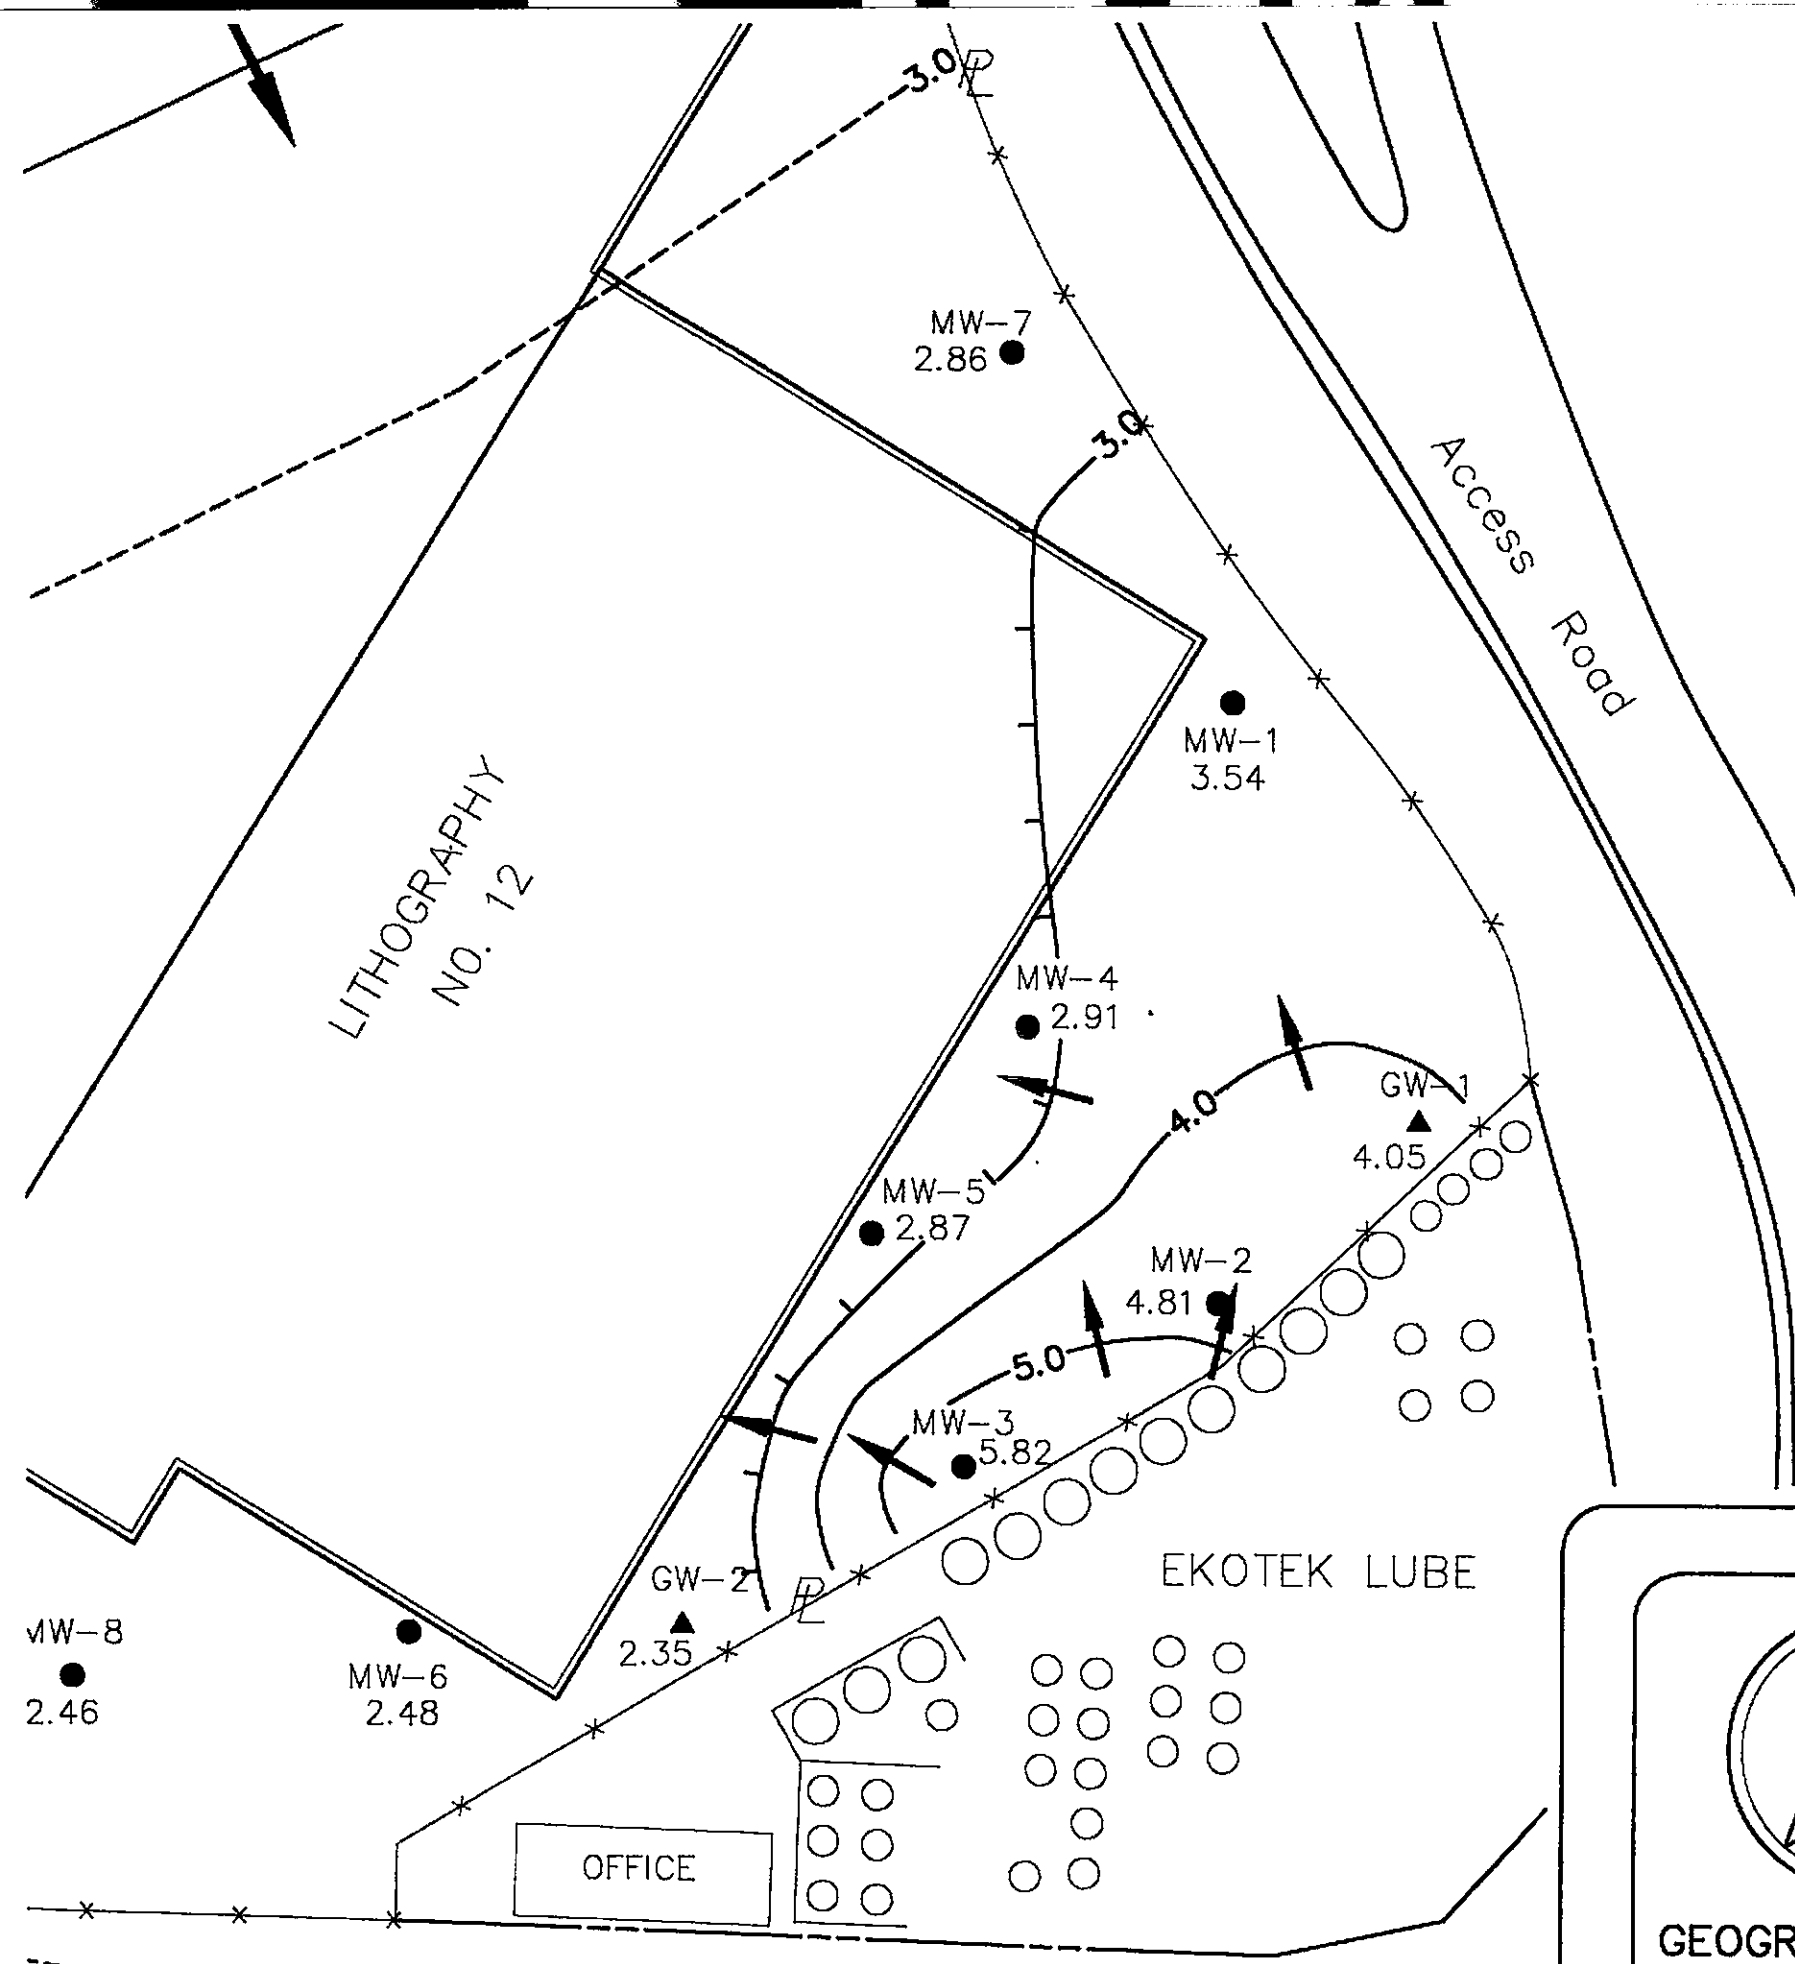 3.0
PL
MW-7
2.86
3.0
Access Road
MW-1
3.54
LITHOGRAPHY
NO. 12
MW-4
2.91
4.0
GW-1
4.05
MW-5
2.87
MW-2
4.81
5.0
MW-3
5.82
EKOTEK LUBE
GW-2
PL
2.35
MW-8
2.46
MW-6
2.48
OFFICE
GEOGR